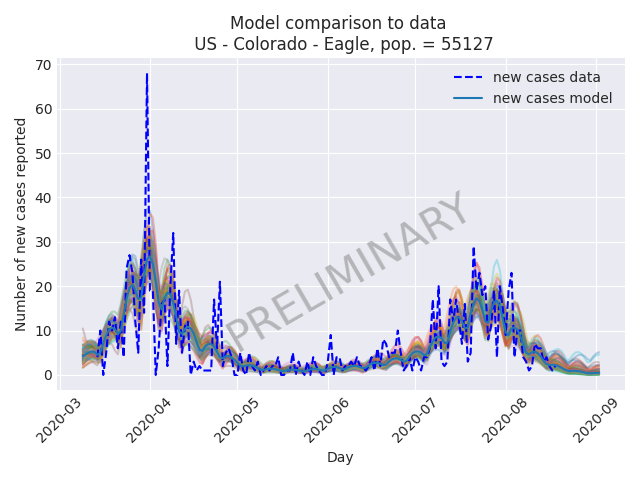 Model comparison to data
US - Colorado - Eagle, pop. = 55127
new cases data
new cases model
PRELIMINARY
Number of new cases reported
70
60
50
40
30
20
10
0
2020-03
2020-04
2020-05
2020-06
2020-07
2020-08
2020-09
Day